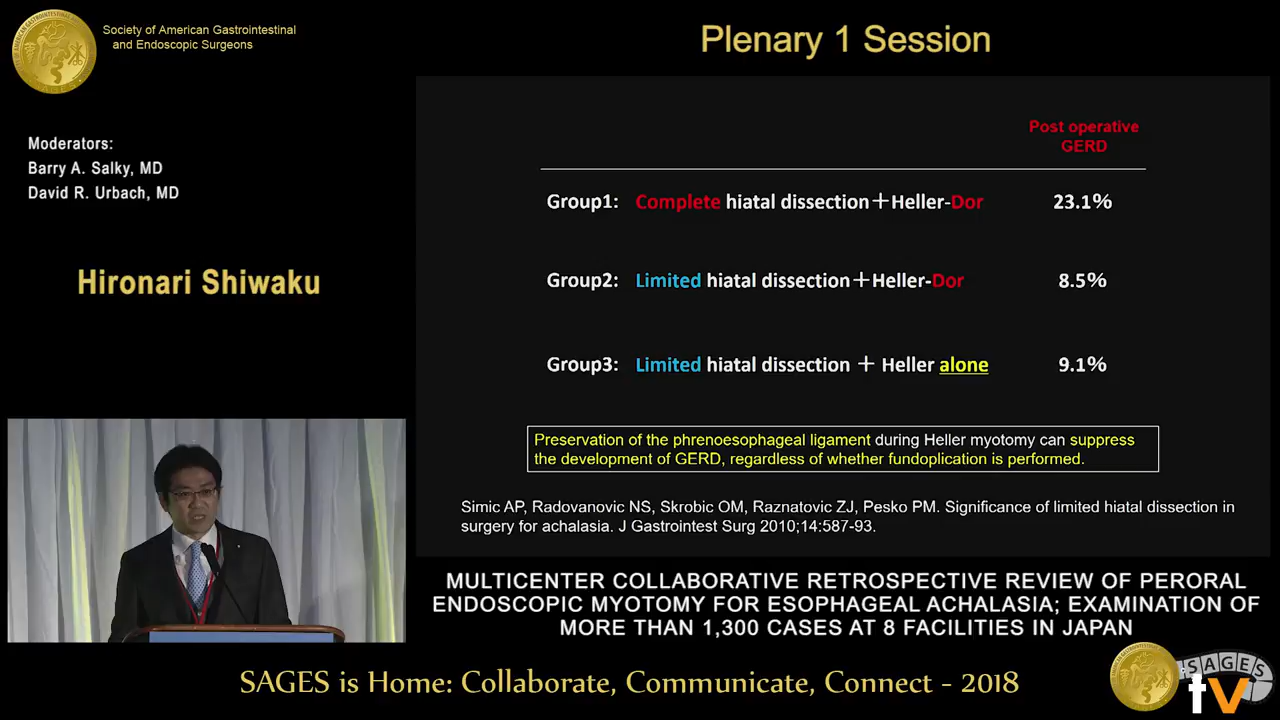 Society of American Gastrointestinal
and Endoscopic Surgeons
Plenary 1 Session
Moderators:
Barry A. Salky, MD
David R. Urbach, MD
Hironari Shiwaku
Post operative
GERD
Group1: Complete hiatal dissection+Heller-Dor 23.1%
Group2: Limited hiatal dissection+Heller-Dor 8.5%
Group3: Limited hiatal dissection + Heller alone 9.1%
Preservation of the phrenoesophageal ligament during Heller myotomy can suppress
the development of GERD, regardless of whether fundoplication is performed.
Simic AP, Radovanovic NS, Skrobic OM, Raznatovic ZJ, Pesko PM. Significance of limited hiatal dissection in
surgery for achalasia. J Gastrointest Surg 2010;14:587-93.
MULTICENTER COLLABORATIVE RETROSPECTIVE REVIEW OF PERORAL
ENDOSCOPIC MYOTOMY FOR ESOPHAGEAL ACHALASIA; EXAMINATION OF
MORE THAN 1,300 CASES AT 8 FACILITIES IN JAPAN
SAGES is Home: Collaborate, Communicate, Connect - 2018
SAGES
tv